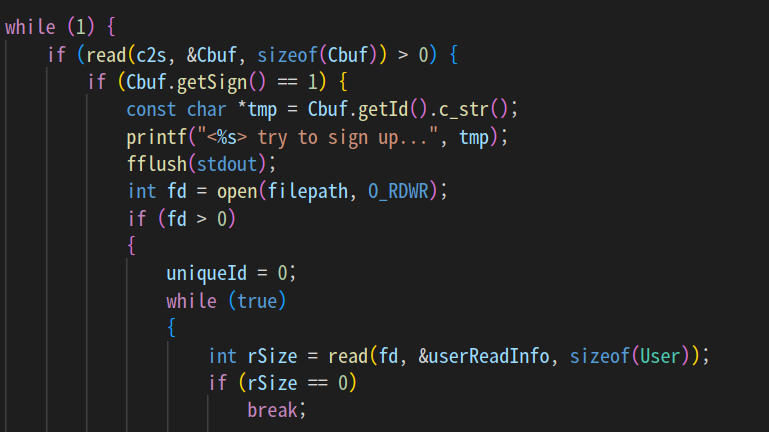 while (1) {
if (read(c2s, &Cbuf, sizeof(Cbuf)) > 0) {
if (Cbuf.getSign() == 1) {
const char *tmp = Cbuf.getId().c_str();
printf("<%s> try to sign up...", tmp);
fflush(stdout);
int fd = open(filepath, O_RDWR);
if (fd > 0)
{
uniqueId = 0;
while (true)
{
int rSize = read(fd, &userReadInfo, sizeof(User));
if (rSize == 0)
break;